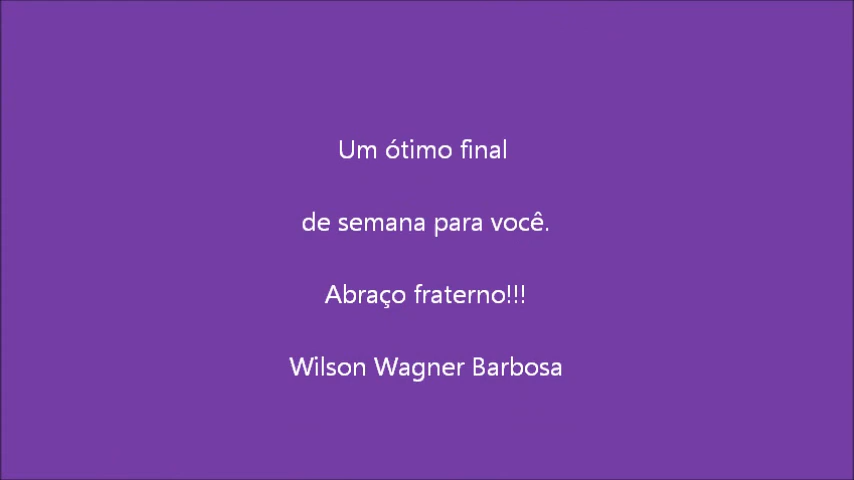 Um ótimo final
de semana para você.
Abraço fraterno!!!
Wilson Wagner Barbosa